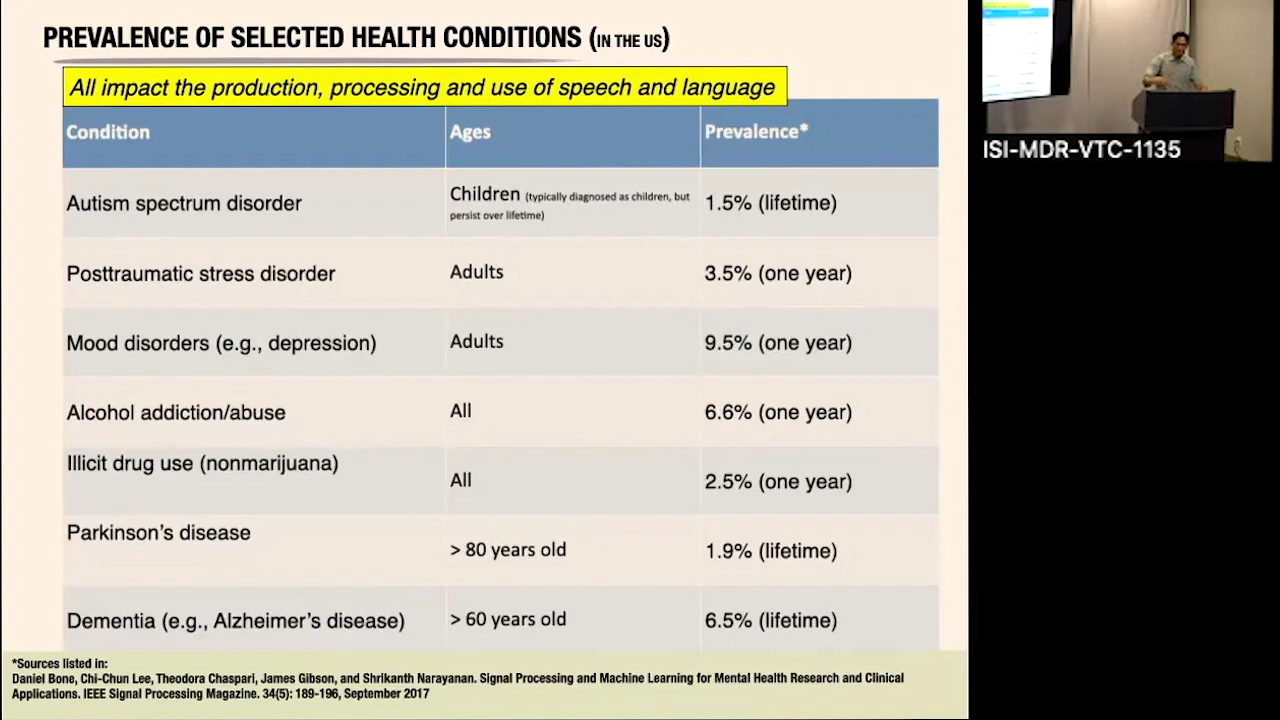 PREVALENCE OF SELECTED HEALTH CONDITIONS (IN THE US)
All impact the production, processing and use of speech and language
Condition Ages Prevalence*
Autism spectrum disorder Children (typically diagnosed as children, but persist over lifetime) 1.5% (lifetime)
Posttraumatic stress disorder Adults 3.5% (one year)
Mood disorders (e.g., depression) Adults 9.5% (one year)
Alcohol addiction/abuse All 6.6% (one year)
Illicit drug use (nonmarijuana) All 2.5% (one year)
Parkinson's disease > 80 years old 1.9% (lifetime)
Dementia (e.g., Alzheimer's disease) > 60 years old 6.5% (lifetime)
*Sources listed in:
Daniel Bone, Chi-Chun Lee, Theodora Chaspari, James Gibson, and Shrikanth Narayanan. Signal Processing and Machine Learning for Mental Health Research and Clinical
Applications. IEEE Signal Processing Magazine. 34(5): 189-196, September 2017
ISI-MDR-VTC-1135